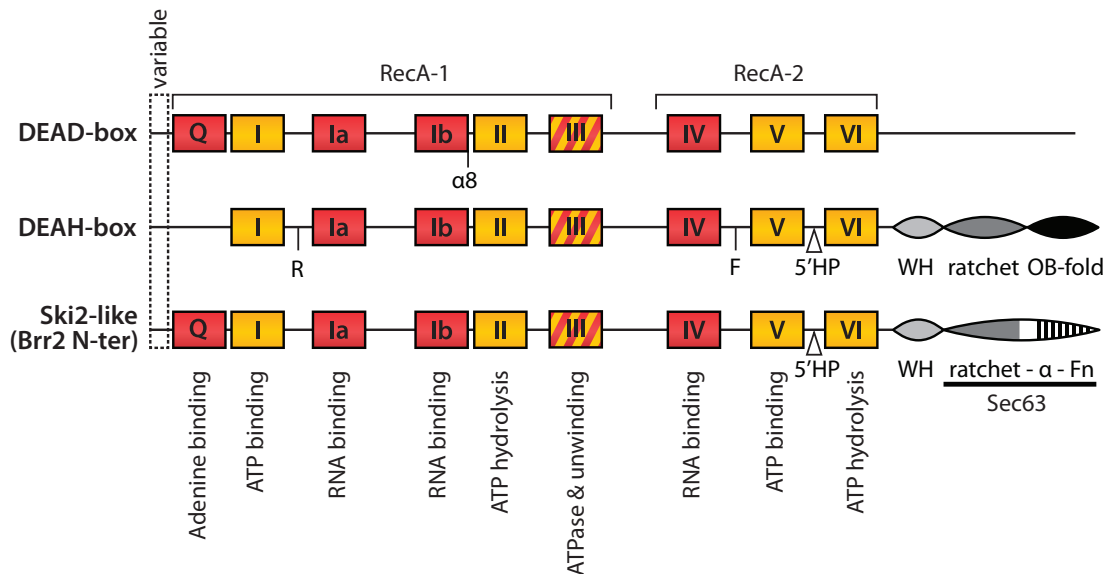 variable
RecA-1
RecA-2
DEAD-box
Q I Ia Ib II III IV V VI
α8
DEAH-box
I Ia Ib II III IV V VI
R F 5'HP WH ratchet OB-fold
Ski2-like
(Brr2 N-ter)
Q I Ia Ib II III IV V VI
5'HP WH ratchet - α - Fn
Sec63
Adenine binding
ATP binding
RNA binding
RNA binding
ATP hydrolysis
ATPase & unwinding
RNA binding
ATP binding
ATP hydrolysis